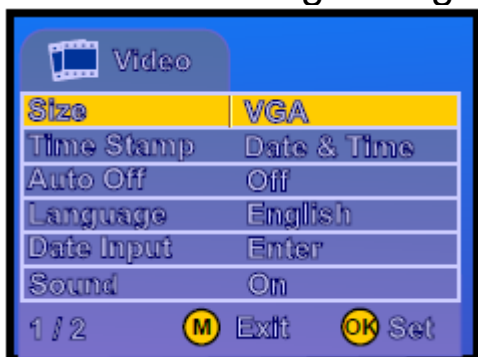 Video
Size VGA
Time Stamp Date & Time
Auto Off Off
Language English
Date Input Enter
Sound On
1 / 2 M Exit OK Set